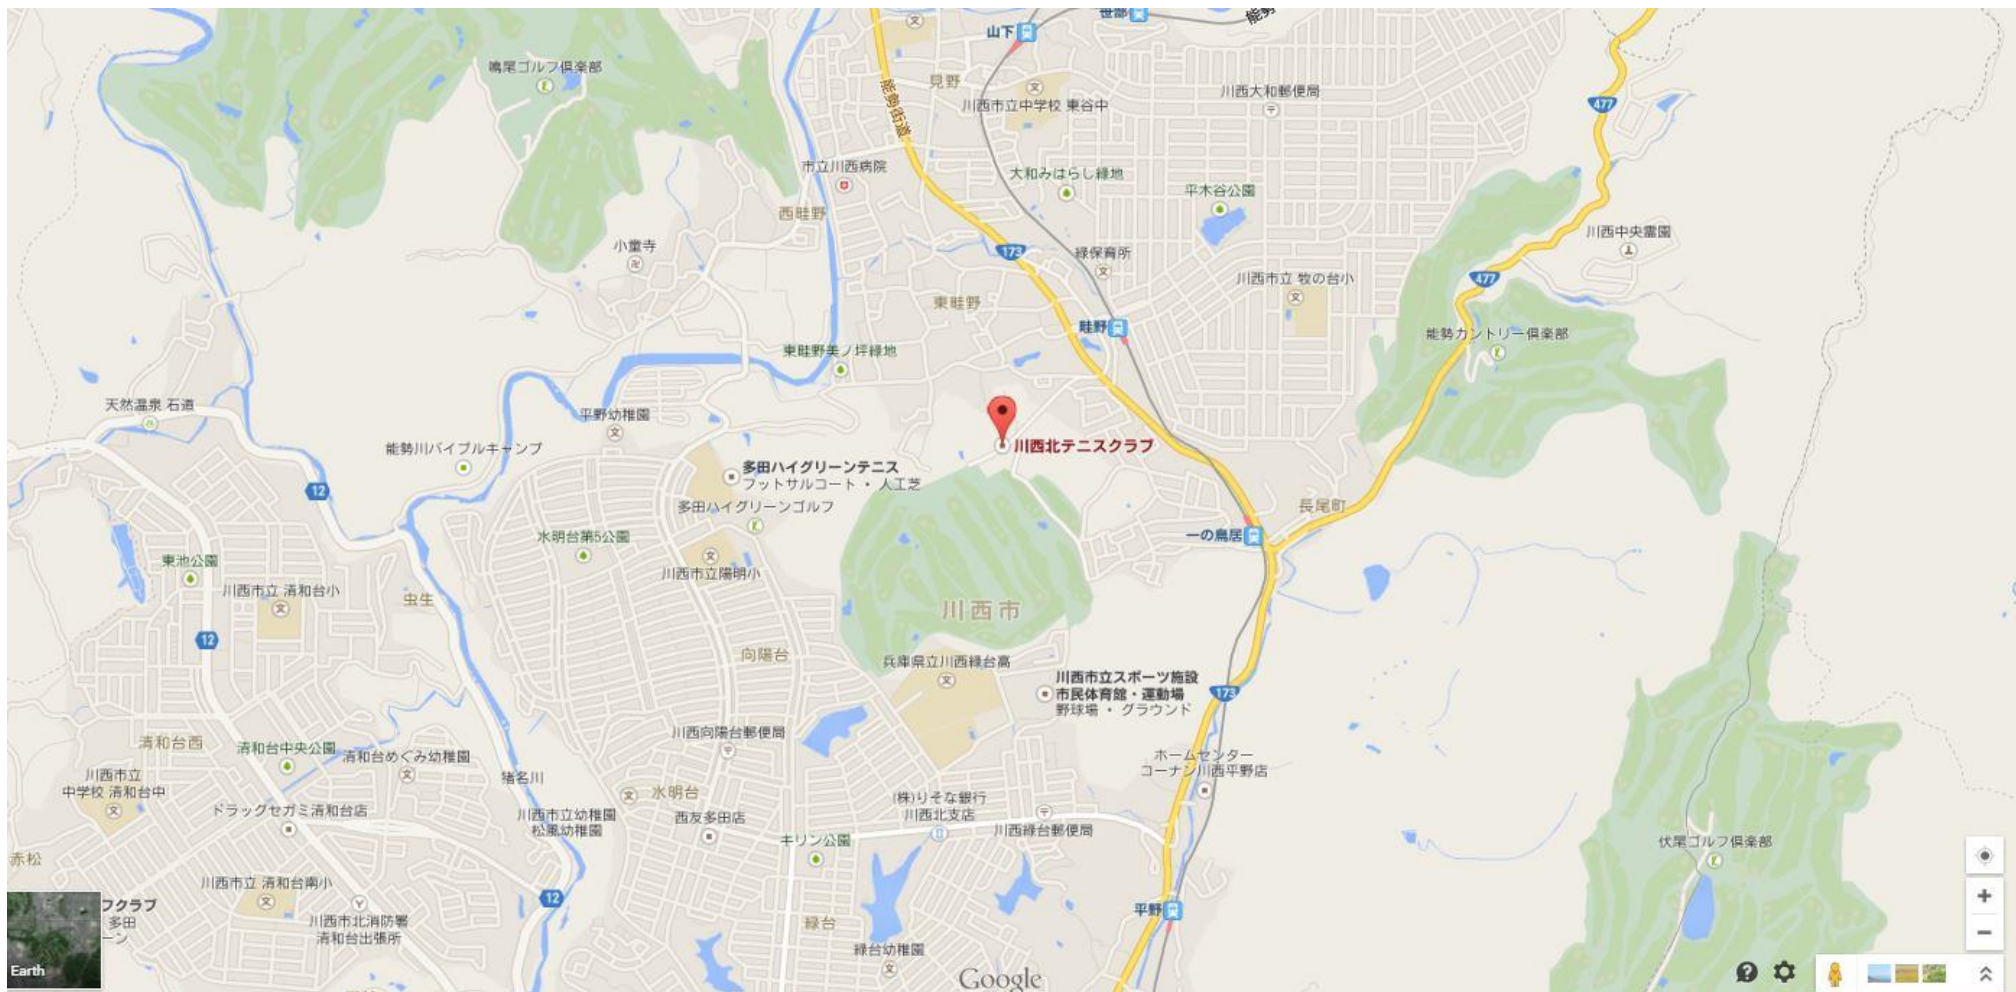 笹部
能勢
山下
鳴尾ゴルフ倶楽部
見野
能勢街道
川西市立中学校 東谷中
川西大和郵便局
477
市立川西病院
大和みはらし緑地
平木谷公園
西畦野
小童寺
川西中央霊園
173
緑保育所
川西市立 牧の台小
477
東畦野
畦野
能勢カントリー倶楽部
東畦野美ノ坪緑地
天然温泉 石道
平野幼稚園
川西北テニスクラブ
能勢川バイブルキャンプ
多田ハイグリーンテニス
フットサルコート ・ 人工芝
12
多田ハイグリーンゴルフ
長尾町
水明台第5公園
一の鳥居
東池公園
川西市立陽明小
川西市立 清和台小
虫生
川西市
12
向陽台
兵庫県立川西緑台高
川西市立スポーツ施設
市民体育館・運動場
野球場 ・ グラウンド
173
川西向陽台郵便局
清和台西
清和台中央公園
清和台めぐみ幼稚園
ホームセンター
コーナン川西平野店
川西市立
中学校 清和台中
猪名川
水明台
ドラッグセガミ清和台店
川西市立幼稚園
松風幼稚園
西友多田店
(株)りそな銀行
川西北支店
川西緑台郵便局
キリン公園
伏尾ゴルフ倶楽部
赤松
川西市立 清和台南小
12
フクラブ
多田
ーン
川西市北消防署
清和台出張所
緑台
平野
緑台幼稚園
Earth
Google